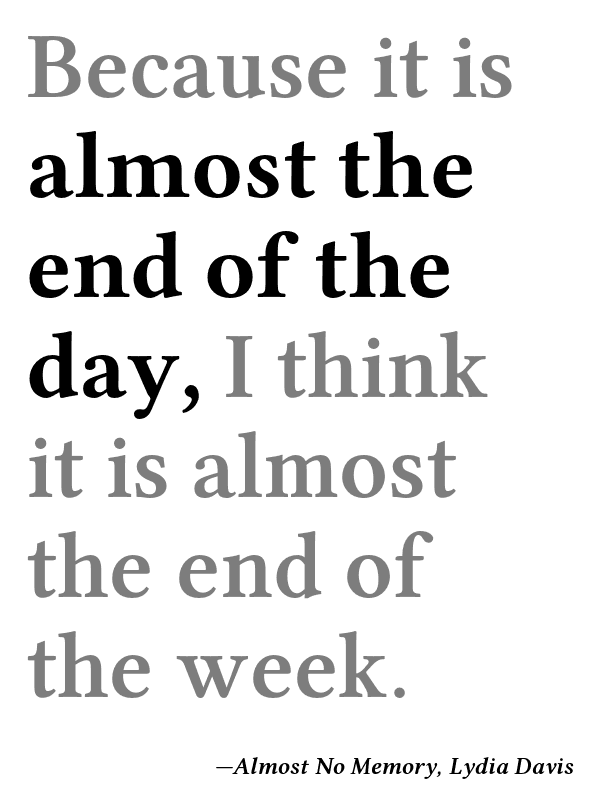 Because it is
almost the
end of the
day, I think
it is almost
the end of
the week.
—Almost No Memory, Lydia Davis